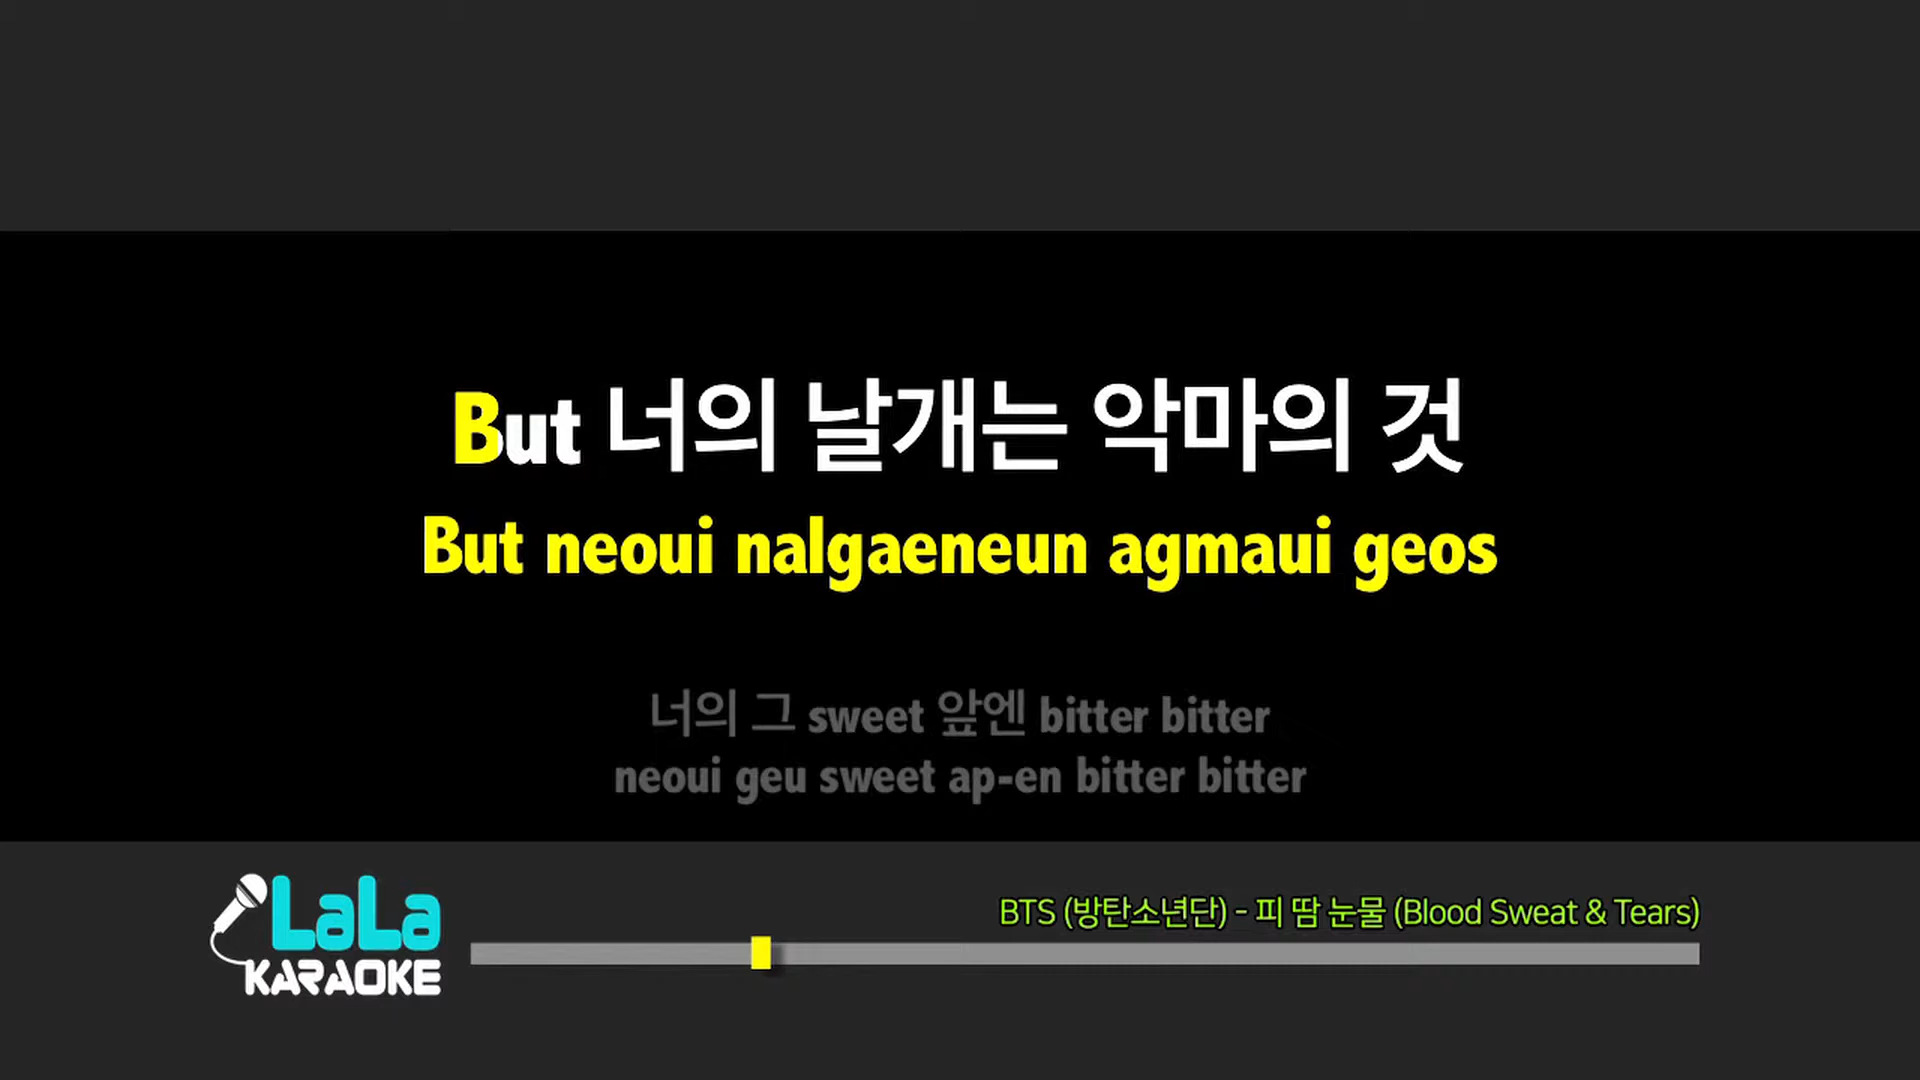 But 너의 날개는 악마의 것
But neoui nalgaeneun agmaui geos
너의 그 sweet 앞엔 bitter bitter
neoui geu sweet ap-en bitter bitter
LaLa
KARAOKE
BTS (방탄소년단) - 피 땀 눈물 (Blood Sweat & Tears)